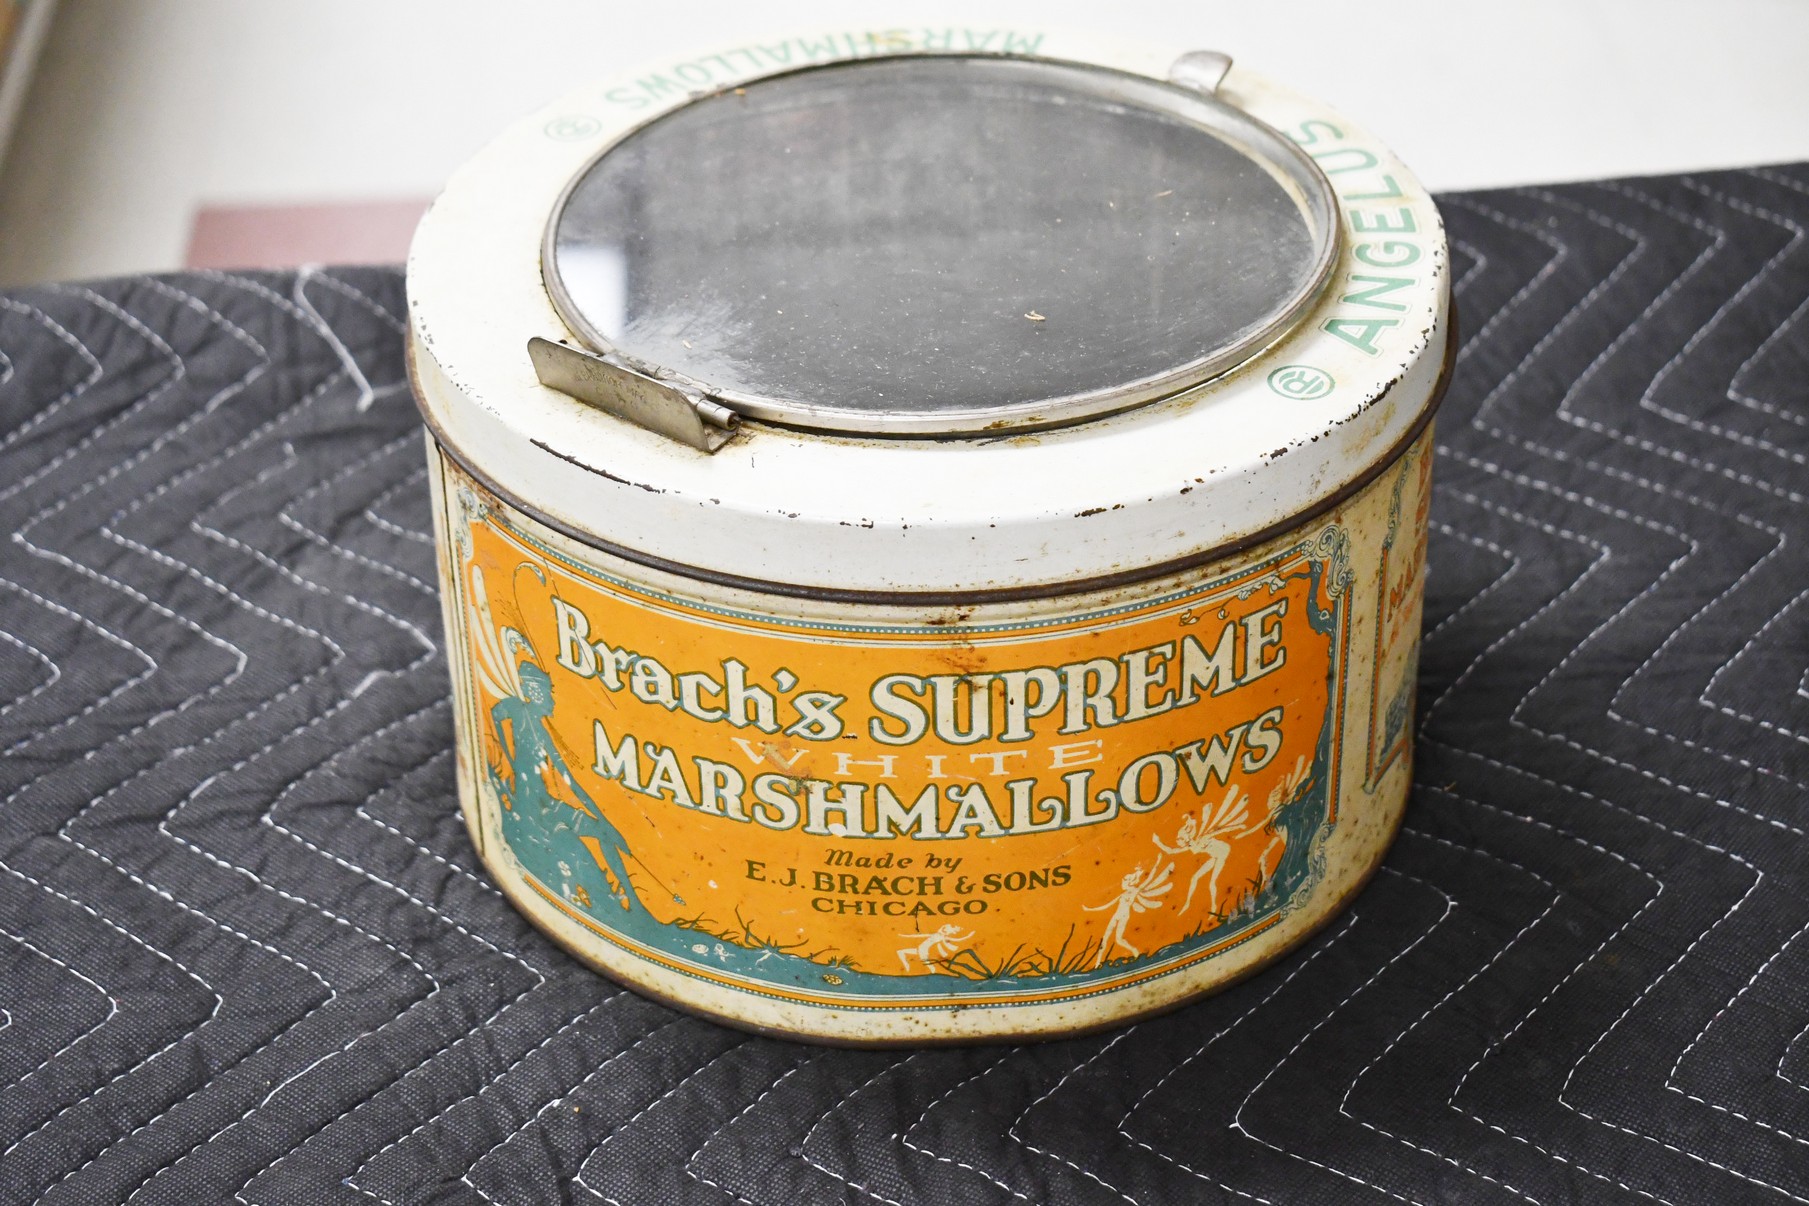 MARSHMALLOWS
®
ANGELUS
®
Brach's SUPREME
WHITE
MARSHMALLOWS
Made by
E. J. BRACH & SONS
CHICAGO